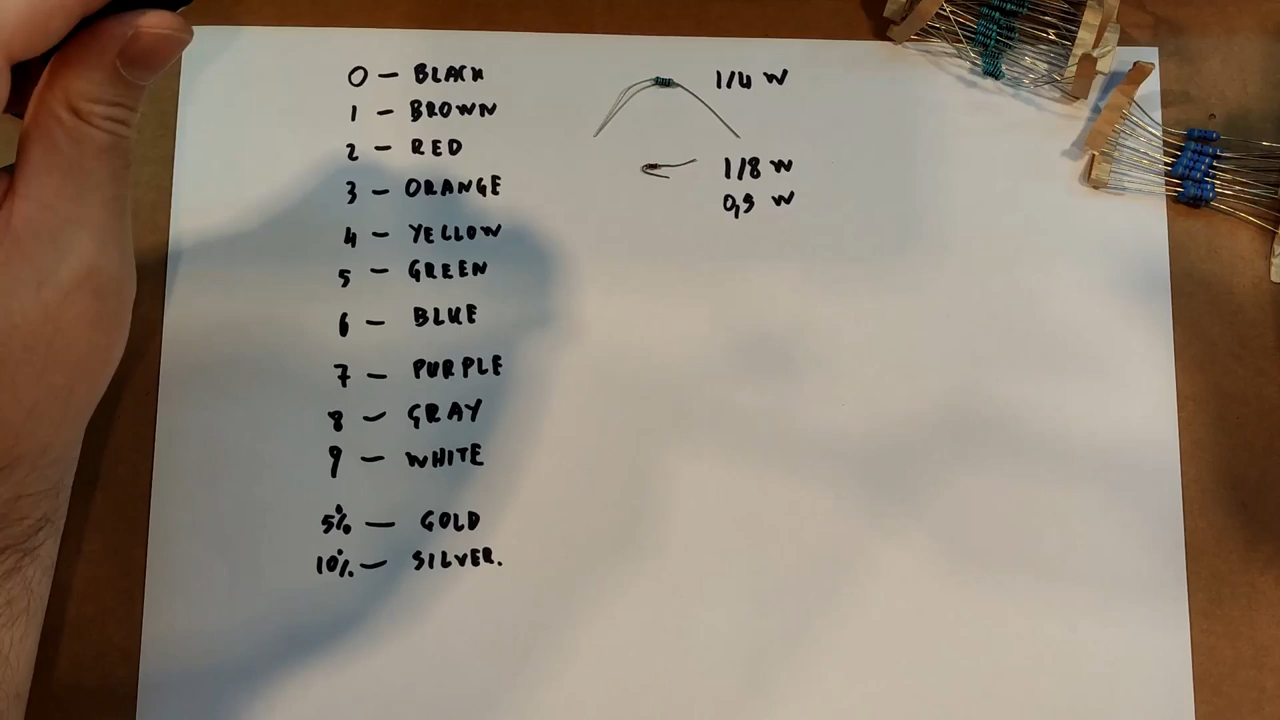 0 - BLACK
1 - BROWN
2 - RED
3 - ORANGE
4 - YELLOW
5 - GREEN
6 - BLUE
7 - PURPLE
8 - GRAY
9 - WHITE
5% - GOLD
10% - SILVER.
1/4 W
1/8 W
0,5 W